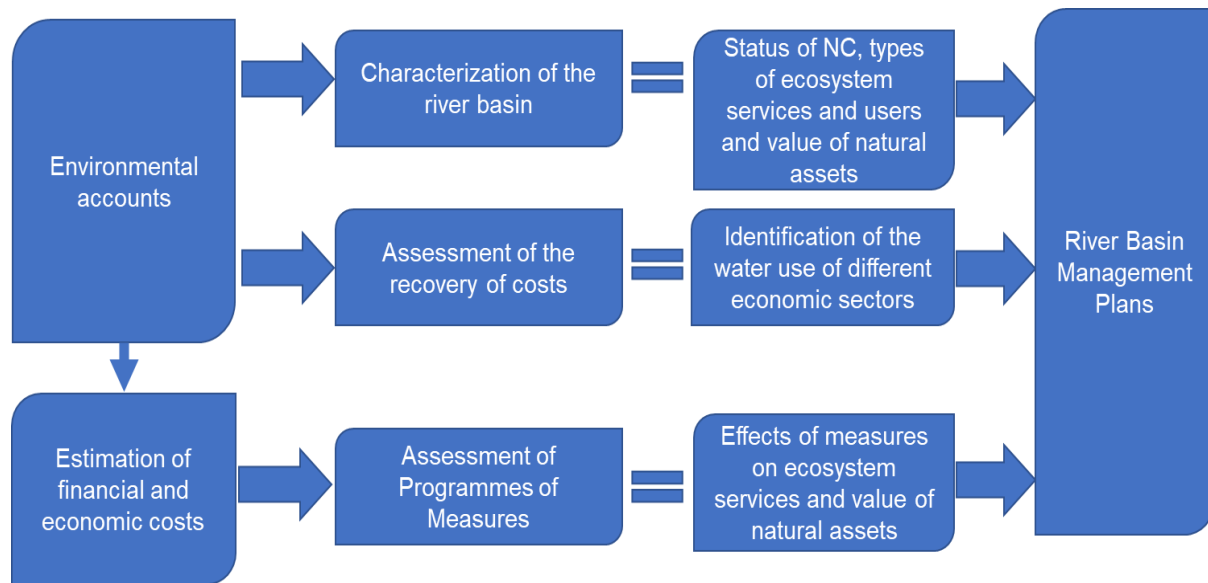 Environmental
accounts
Characterization of the
river basin
Status of NC, types
of ecosystem
services and users
and value of natural
assets
Assessment of the
recovery of costs
Identification of the
water use of different
economic sectors
River Basin
Management
Plans
Estimation of
financial and
economic costs
Assessment of
Programmes of
Measures
Effects of measures
on ecosystem
services and value of
natural assets